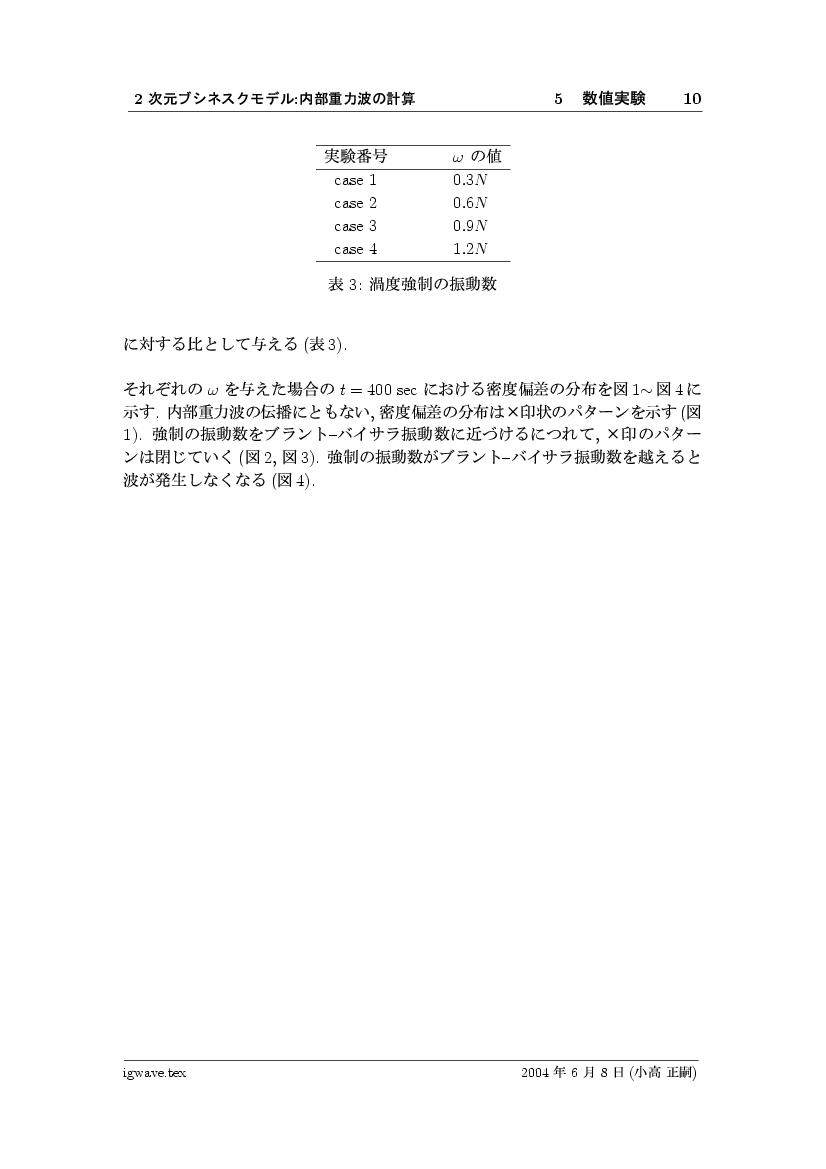 2 次元ブシネスクモデル:内部重力波の計算 5 数値実験 10
実験番号 ω の値
case 1 0.3N
case 2 0.6N
case 3 0.9N
case 4 1.2N
表 3: 渦度強制の振動数
に対する比として与える (表 3).
それぞれの ω を与えた場合の t = 400 sec における密度偏差の分布を図 1∼ 図 4 に
示す. 内部重力波の伝播にともない, 密度偏差の分布は×印状のパターンを示す (図
1). 強制の振動数をブラント–バイサラ振動数に近づけるにつれて, ×印のパター
ンは閉じていく (図 2, 図 3). 強制の振動数がブラント–バイサラ振動数を越えると
波が発生しなくなる (図 4).
igwave.tex 2004 年 6 月 8 日 (小高 正嗣)